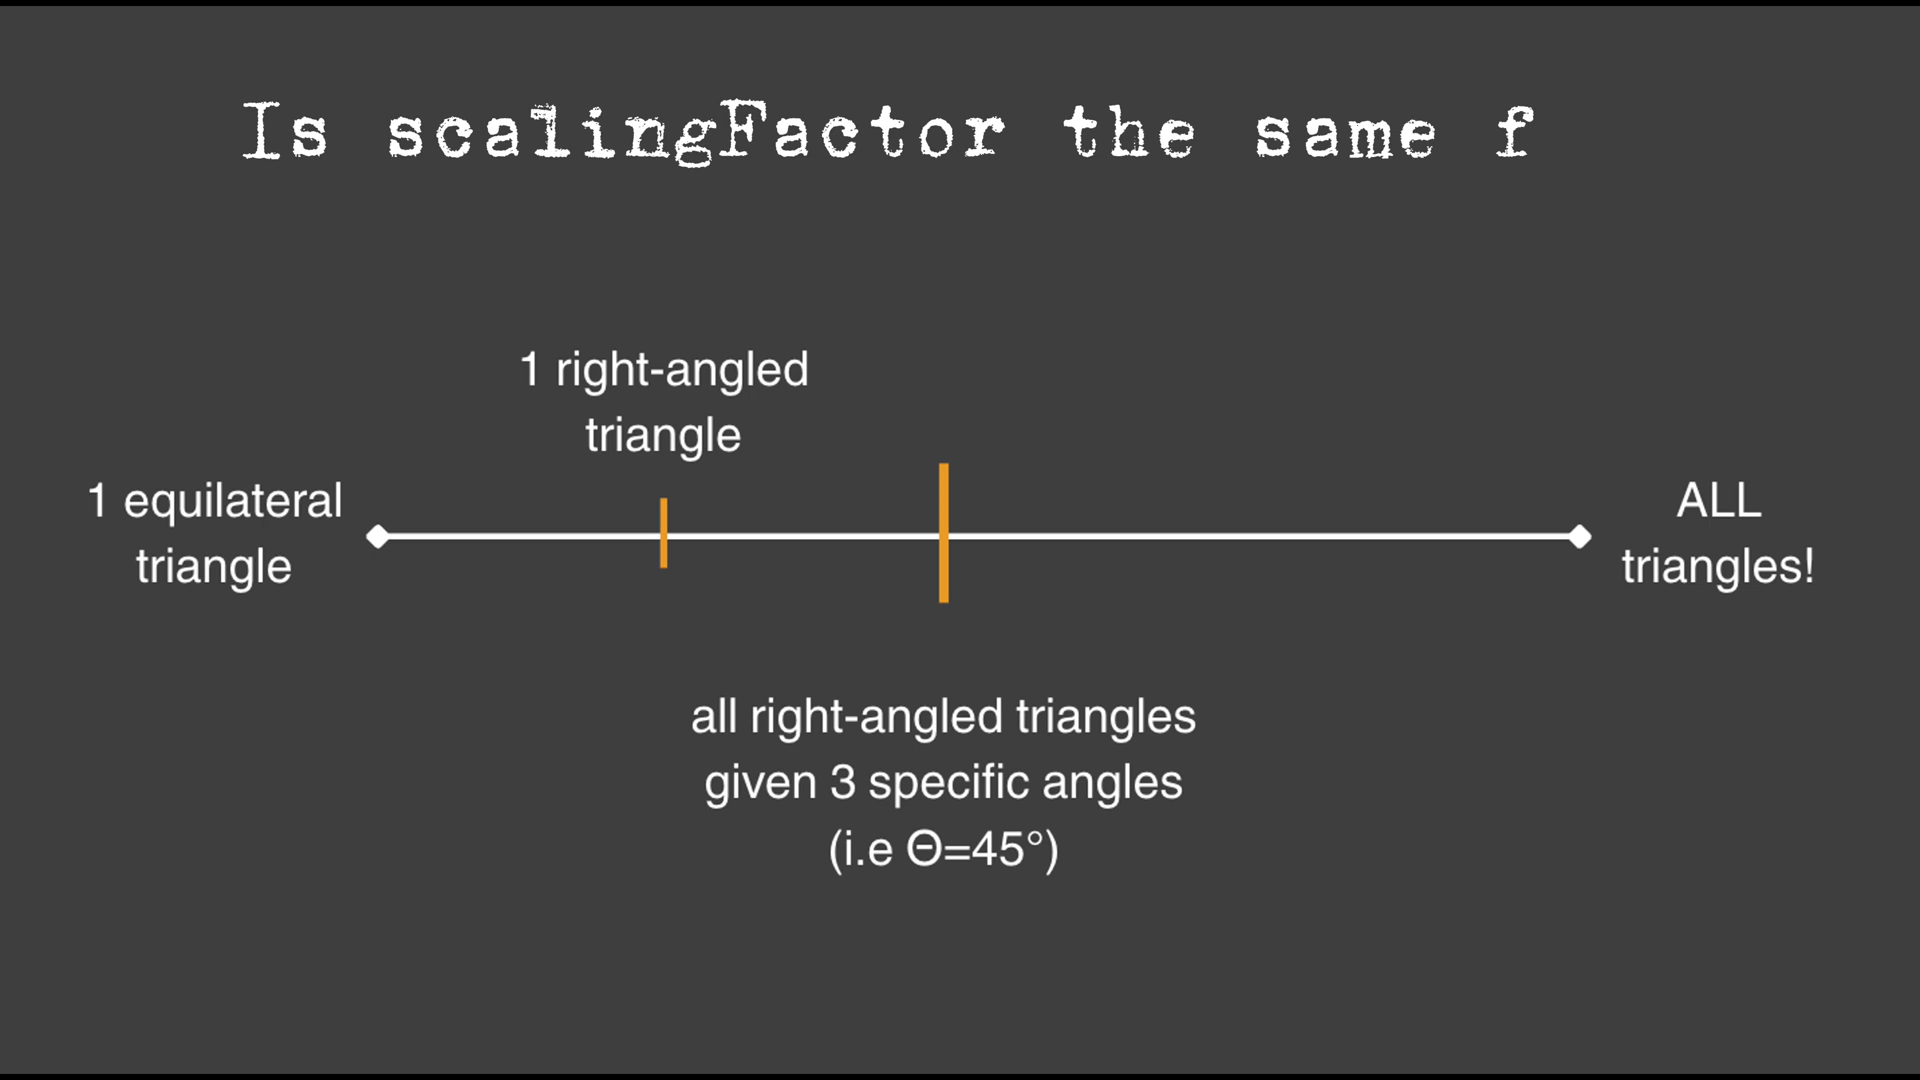 Is scalingFactor the same f
1 right-angled
triangle
1 equilateral
triangle
ALL
triangles!
all right-angled triangles
given 3 specific angles
(i.e Θ=45°)